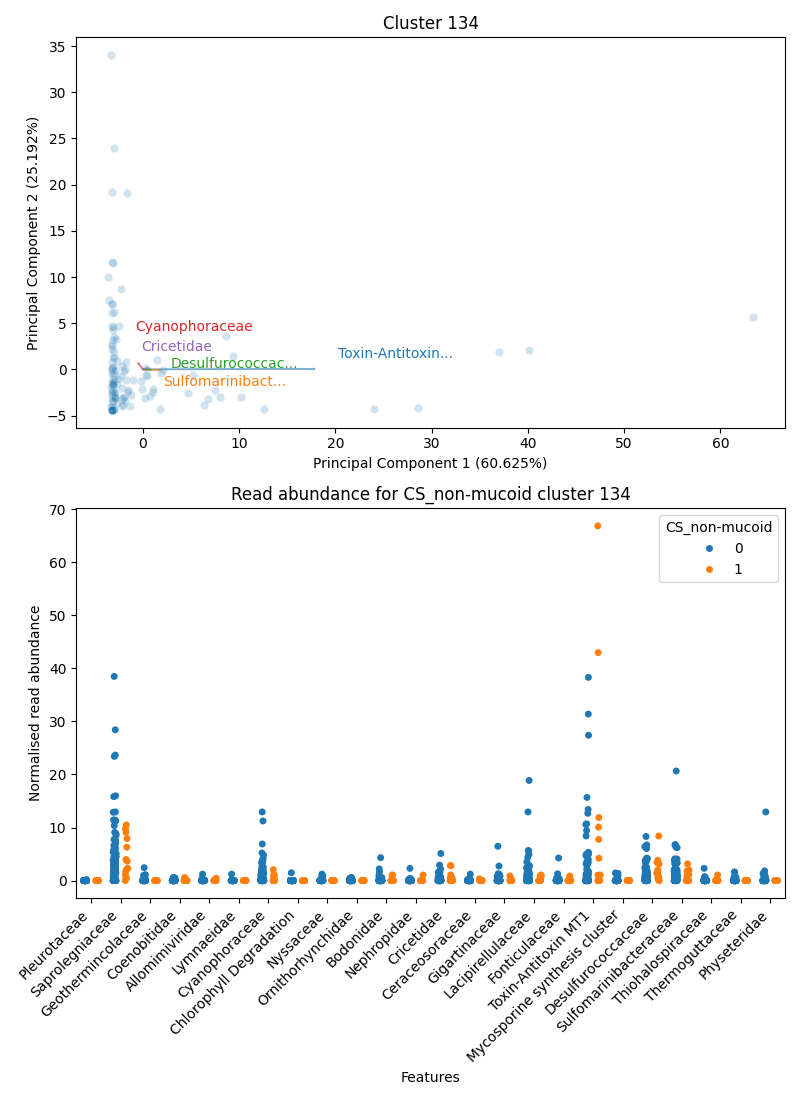 Cluster 134
35
30
25
20
15
10
5
0
−5
Principal Component 2 (25.192%)
Cyanophoraceae
Cricetidae
Toxin-Antitoxin...
Desulfurococcac...
Sulfomarinibact...
0 10 20 30 40 50 60
Principal Component 1 (60.625%)
Read abundance for CS_non-mucoid cluster 134
70
60
50
40
30
20
10
0
Normalised read abundance
CS_non-mucoid
0
1
Pleurotaceae
Saprolegniaceae
Geothermincolaceae
Coenobitidae
Allomimiviridae
Lymnaeidae
Cyanophoraceae
Chlorophyll Degradation
Nyssaceae
Ornithorhynchidae
Bodonidae
Nephropidae
Cricetidae
Ceraceosoraceae
Gigartinaceae
Lacipirellulaceae
Fonticulaceae
Toxin-Antitoxin MT1
Mycosporine synthesis cluster
Desulfurococcaceae
Sulfomarinibacteraceae
Thiohalospiraceae
Thermoguttaceae
Physeteridae
Features